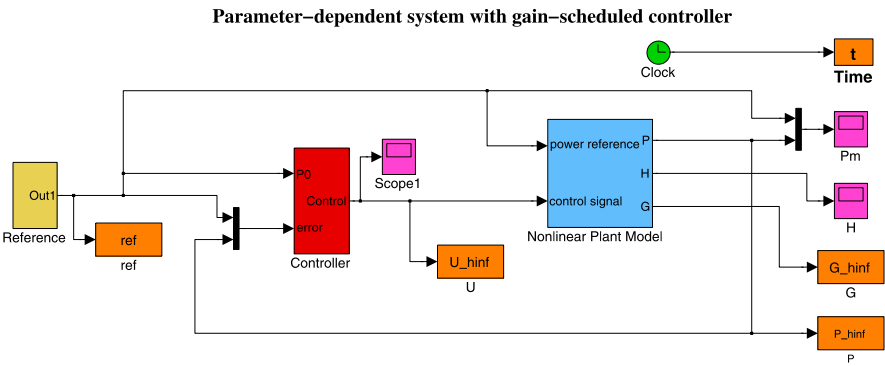 Parameter−dependent system with gain−scheduled controller
t
Clock
Time
power reference
P
Pm
P0
Scope1
H
Out1
Control
control signal
G
H
Reference
error
Nonlinear Plant Model
ref
ref
Controller
U_hinf
U
G_hinf
G
P_hinf
P